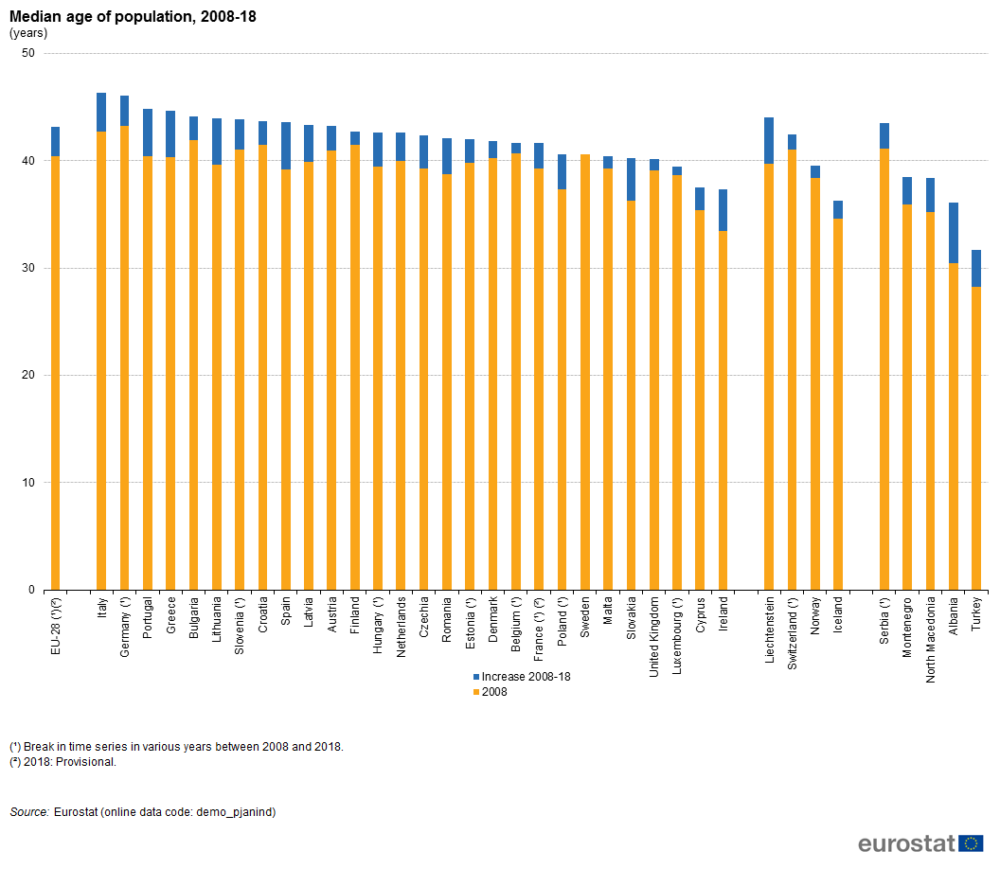 Median age of population, 2008-18
(years)
50
40
30
20
10
0
EU-28 (¹)(²)
Italy
Germany (¹)
Portugal
Greece
Bulgaria
Lithuania
Slovenia (¹)
Croatia
Spain
Latvia
Austria
Finland
Hungary (¹)
Netherlands
Czechia
Romania
Estonia (¹)
Denmark
Belgium (¹)
France (¹) (²)
Poland (¹)
Sweden
Malta
Slovakia
United Kingdom
Luxembourg (¹)
Cyprus
Ireland
Liechtenstein
Switzerland (¹)
Norway
Iceland
Serbia (¹)
Montenegro
North Macedonia
Albania
Turkey
Increase 2008-18
2008
(¹) Break in time series in various years between 2008 and 2018.
(²) 2018: Provisional.
Source: Eurostat (online data code: demo_pjanind)
eurostat